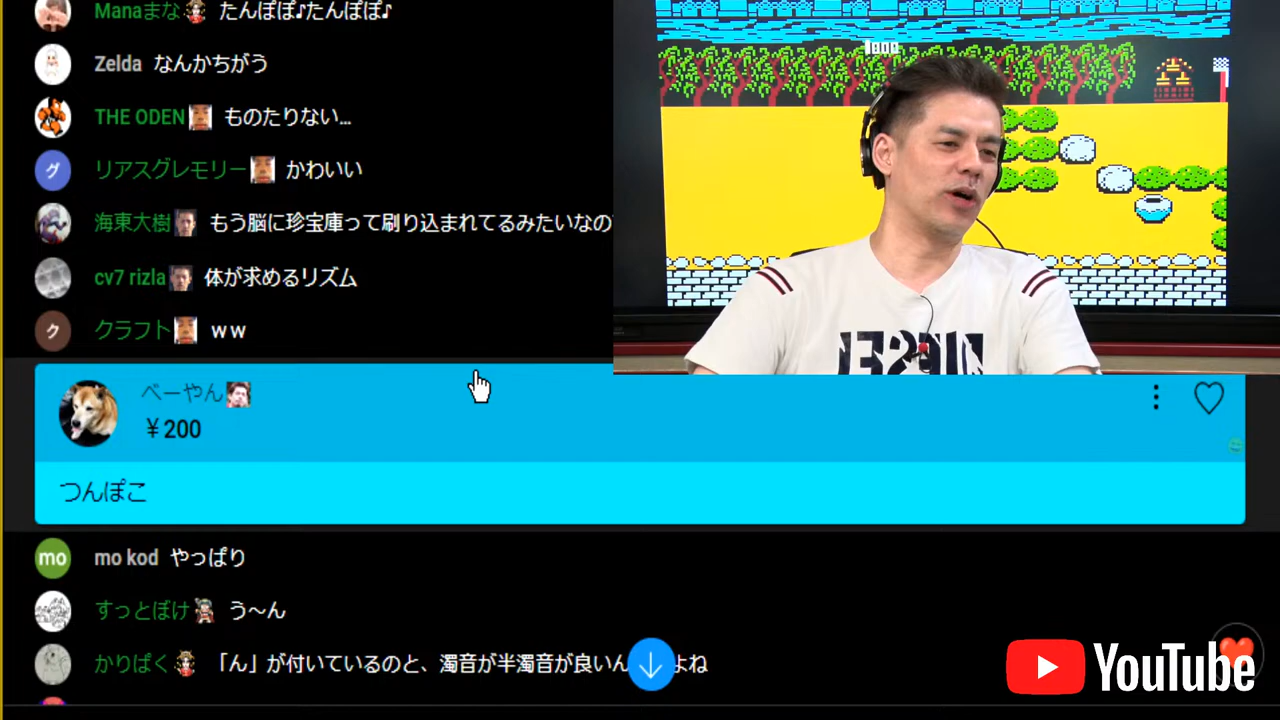 Manaまな たんぽぽ♪たんぽぽ♪
Zelda なんかちがう
THE ODEN ものたりない...
グ リアスグレモリー かわいい
海東大樹 もう脳に珍宝庫って刷り込まれてるみたいなの
cv7 rizla 体が求めるリズム
ク クラフト ｗｗ
べーやん
￥200
つんぽこ
mo mo kod やっぱり
すっとぼけ う～ん
かりぱく 「ん」が付いているのと、濁音が半濁音が良いん よね
DIESEL
YouTube